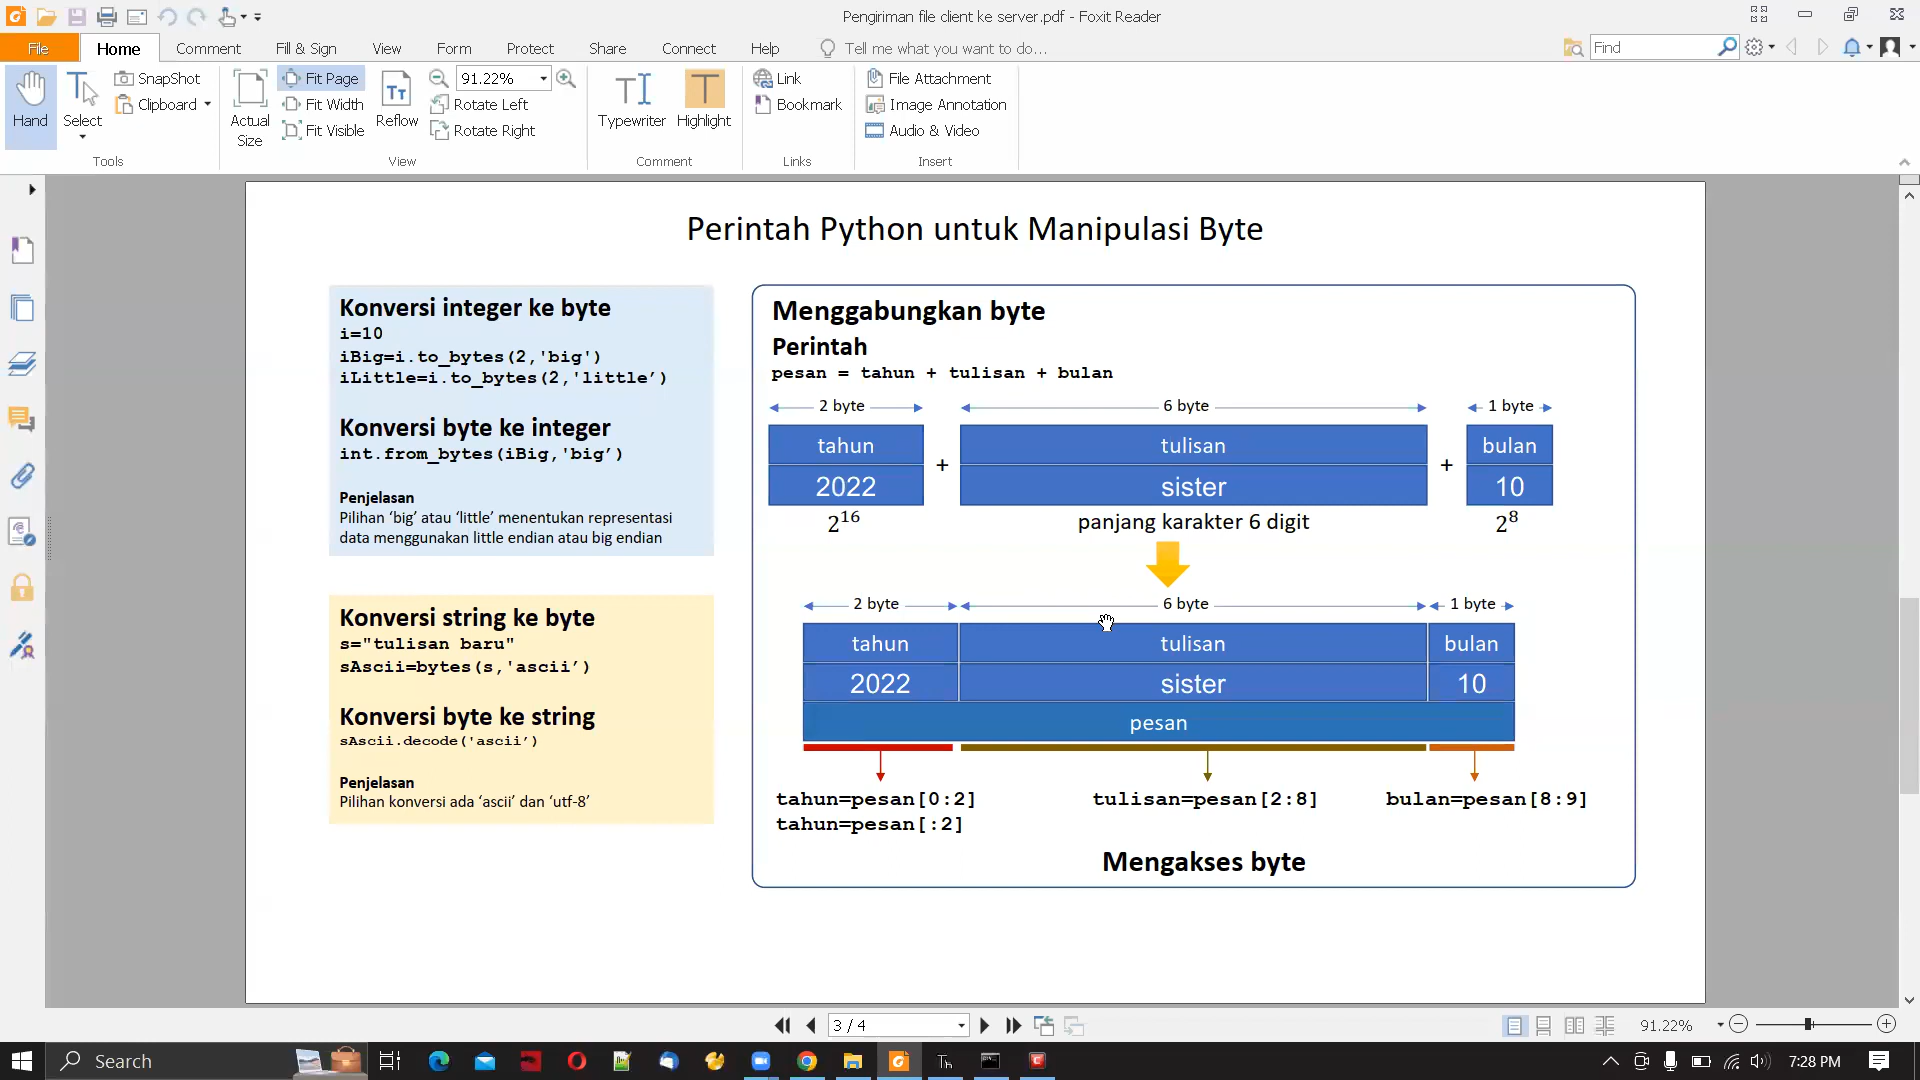 Pengiriman file client ke server.pdf - Foxit Reader
File Home Comment Fill & Sign View Form Protect Share Connect Help Tell me what you want to do... Find
Hand
Select
SnapShot
Clipboard
Tools
Actual Size
Fit Page
Fit Width
Fit Visible
Reflow
91.22%
Rotate Left
Rotate Right
View
Typewriter
Highlight
Comment
Link
Bookmark
Links
File Attachment
Image Annotation
Audio & Video
Insert
Perintah Python untuk Manipulasi Byte
Konversi integer ke byte
i=10
iBig=i.to_bytes(2,'big')
iLittle=i.to_bytes(2,'little’)
Konversi byte ke integer
int.from_bytes(iBig,'big’)
Penjelasan
Pilihan ‘big’ atau ‘little’ menentukan representasi
data menggunakan little endian atau big endian
Konversi string ke byte
s="tulisan baru"
sAscii=bytes(s,'ascii’)
Konversi byte ke string
sAscii.decode('ascii’)
Penjelasan
Pilihan konversi ada ‘ascii’ dan ‘utf-8’
Menggabungkan byte
Perintah
pesan = tahun + tulisan + bulan
2 byte 6 byte 1 byte
tahun + tulisan + bulan
2022 sister 10
2^16 panjang karakter 6 digit 2^8
2 byte 6 byte 1 byte
tahun tulisan bulan
2022 sister 10
pesan
tahun=pesan[0:2] tulisan=pesan[2:8] bulan=pesan[8:9]
tahun=pesan[:2]
Mengakses byte
3 / 4 91.22%
Search 7:28 PM